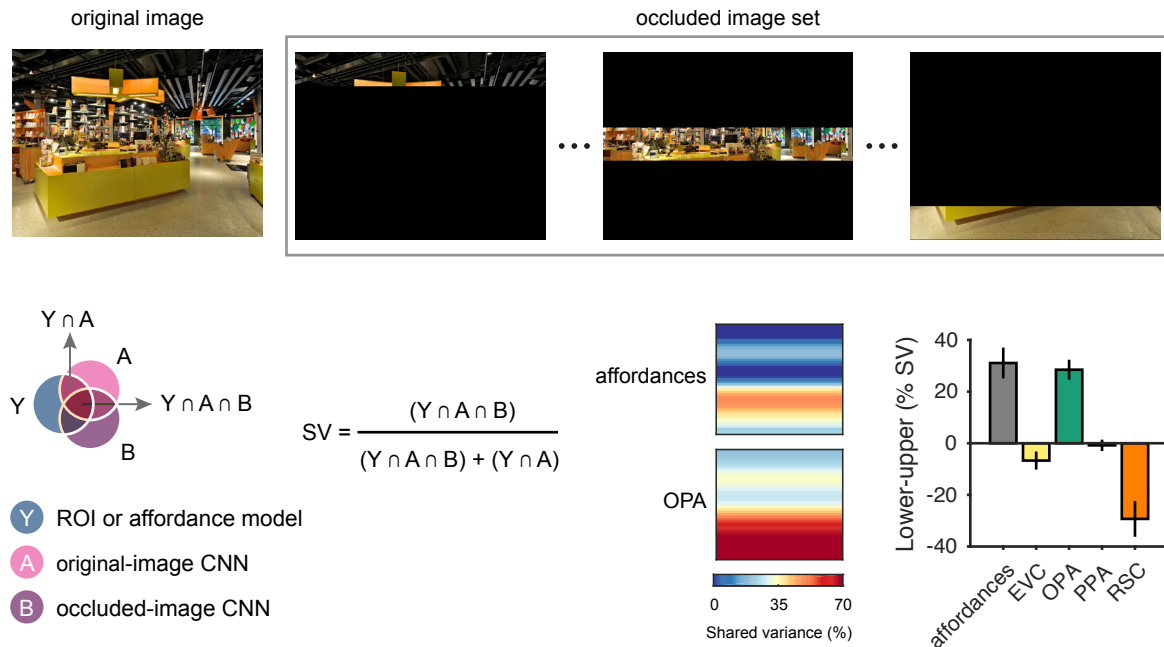 original image
occluded image set
Y ∩ A
A
Y
Y ∩ A ∩ B
B
Y ROI or affordance model
A original-image CNN
B occluded-image CNN
SV = (Y ∩ A ∩ B)
(Y ∩ A ∩ B) + (Y ∩ A)
affordances
OPA
0 35 70
Shared variance (%)
Lower-upper (% SV)
40
20
0
-20
-40
affordances
EVC
OPA
PPA
RSC